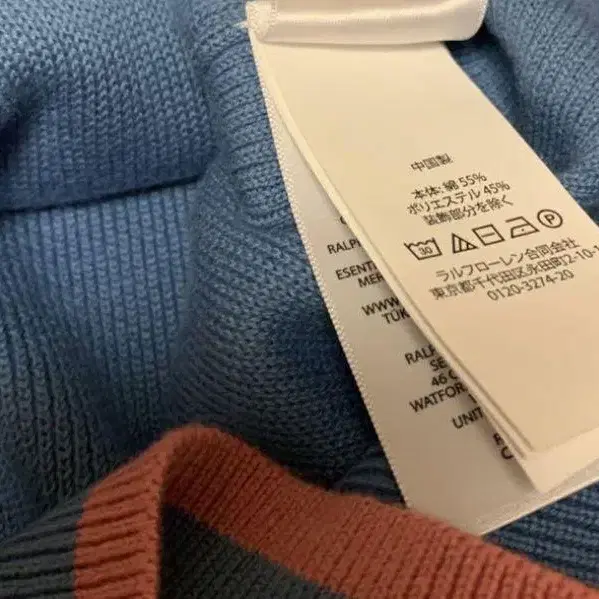 中国製
本体: 綿 55%
ポリエステル 45%
装飾部分を除く
30
P
ラルフローレン合同会社
東京都千代田区永田町2-10-
0120-3274-20
RALPH
ESENT
MER
WWW
TÜK
RALPH
SE
46 C
WATFOR
UNIT